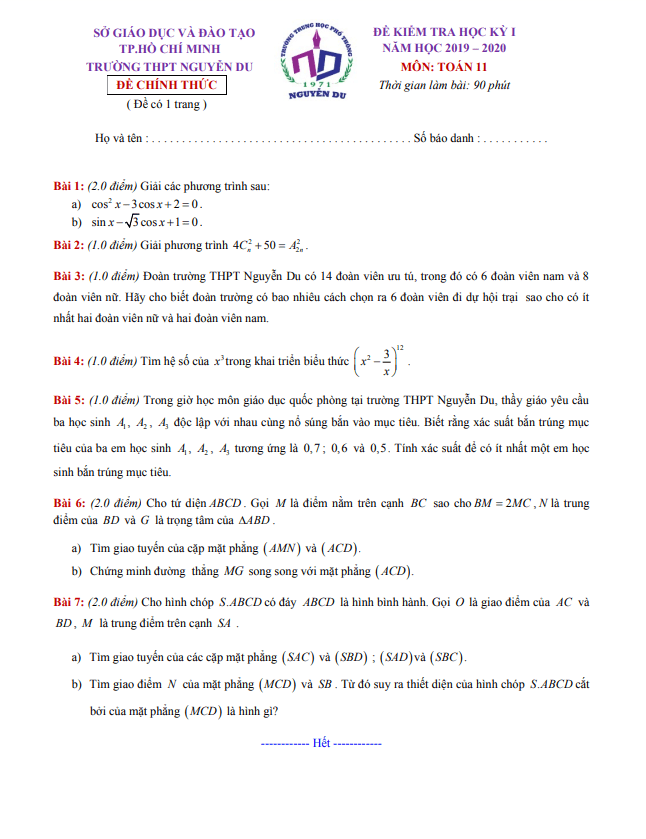 SỞ GIÁO DỤC VÀ ĐÀO TẠO
TP.HỒ CHÍ MINH
TRƯỜNG THPT NGUYỄN DU
ĐỀ CHÍNH THỨC
( Đề có 1 trang )
TRƯỜNG TRUNG HỌC PHỔ THÔNG
ND
1971
NGUYỄN DU
ĐỀ KIỂM TRA HỌC KỲ I
NĂM HỌC 2019 – 2020
MÔN: TOÁN 11
Thời gian làm bài: 90 phút
Họ và tên : . . . . . . . . . . . . . . . . . . . . . . . . . . . . . . . . . . . . . . . . . . . Số báo danh : . . . . . . . . . . .
Bài 1: (2.0 điểm) Giải các phương trình sau:
a) cos² x − 3cos x + 2 = 0 .
b) sin x − √3 cos x + 1 = 0 .
Bài 2: (1.0 điểm) Giải phương trình 4C_n^2 + 50 = A_{2n}^2 .
Bài 3: (1.0 điểm) Đoàn trường THPT Nguyễn Du có 14 đoàn viên ưu tú, trong đó có 6 đoàn viên nam và 8
đoàn viên nữ. Hãy cho biết đoàn trường có bao nhiêu cách chọn ra 6 đoàn viên đi dự hội trại sao cho có ít
nhất hai đoàn viên nữ và hai đoàn viên nam.
Bài 4: (1.0 điểm) Tìm hệ số của x³ trong khai triển biểu thức (x² − 3/x)^12 .
Bài 5: (1.0 điểm) Trong giờ học môn giáo dục quốc phòng tại trường THPT Nguyễn Du, thầy giáo yêu cầu
ba học sinh A₁, A₂, A₃ độc lập với nhau cùng nổ súng bắn vào mục tiêu. Biết rằng xác suất bắn trúng mục
tiêu của ba em học sinh A₁, A₂, A₃ tương ứng là 0,7; 0,6 và 0,5. Tính xác suất để có ít nhất một em học
sinh bắn trúng mục tiêu.
Bài 6: (2.0 điểm) Cho tứ diện ABCD . Gọi M là điểm nằm trên cạnh BC sao cho BM = 2MC , N là trung
điểm của BD và G là trọng tâm của ΔABD .
a) Tìm giao tuyến của cặp mặt phẳng (AMN) và (ACD).
b) Chứng minh đường thẳng MG song song với mặt phẳng (ACD).
Bài 7: (2.0 điểm) Cho hình chóp S.ABCD có đáy ABCD là hình bình hành. Gọi O là giao điểm của AC và
BD , M là trung điểm trên cạnh SA .
a) Tìm giao tuyến của các cặp mặt phẳng (SAC) và (SBD) ; (SAD) và (SBC).
b) Tìm giao điểm N của mặt phẳng (MCD) và SB . Từ đó suy ra thiết diện của hình chóp S.ABCD cắt
bởi của mặt phẳng (MCD) là hình gì?
------------ Hết ------------